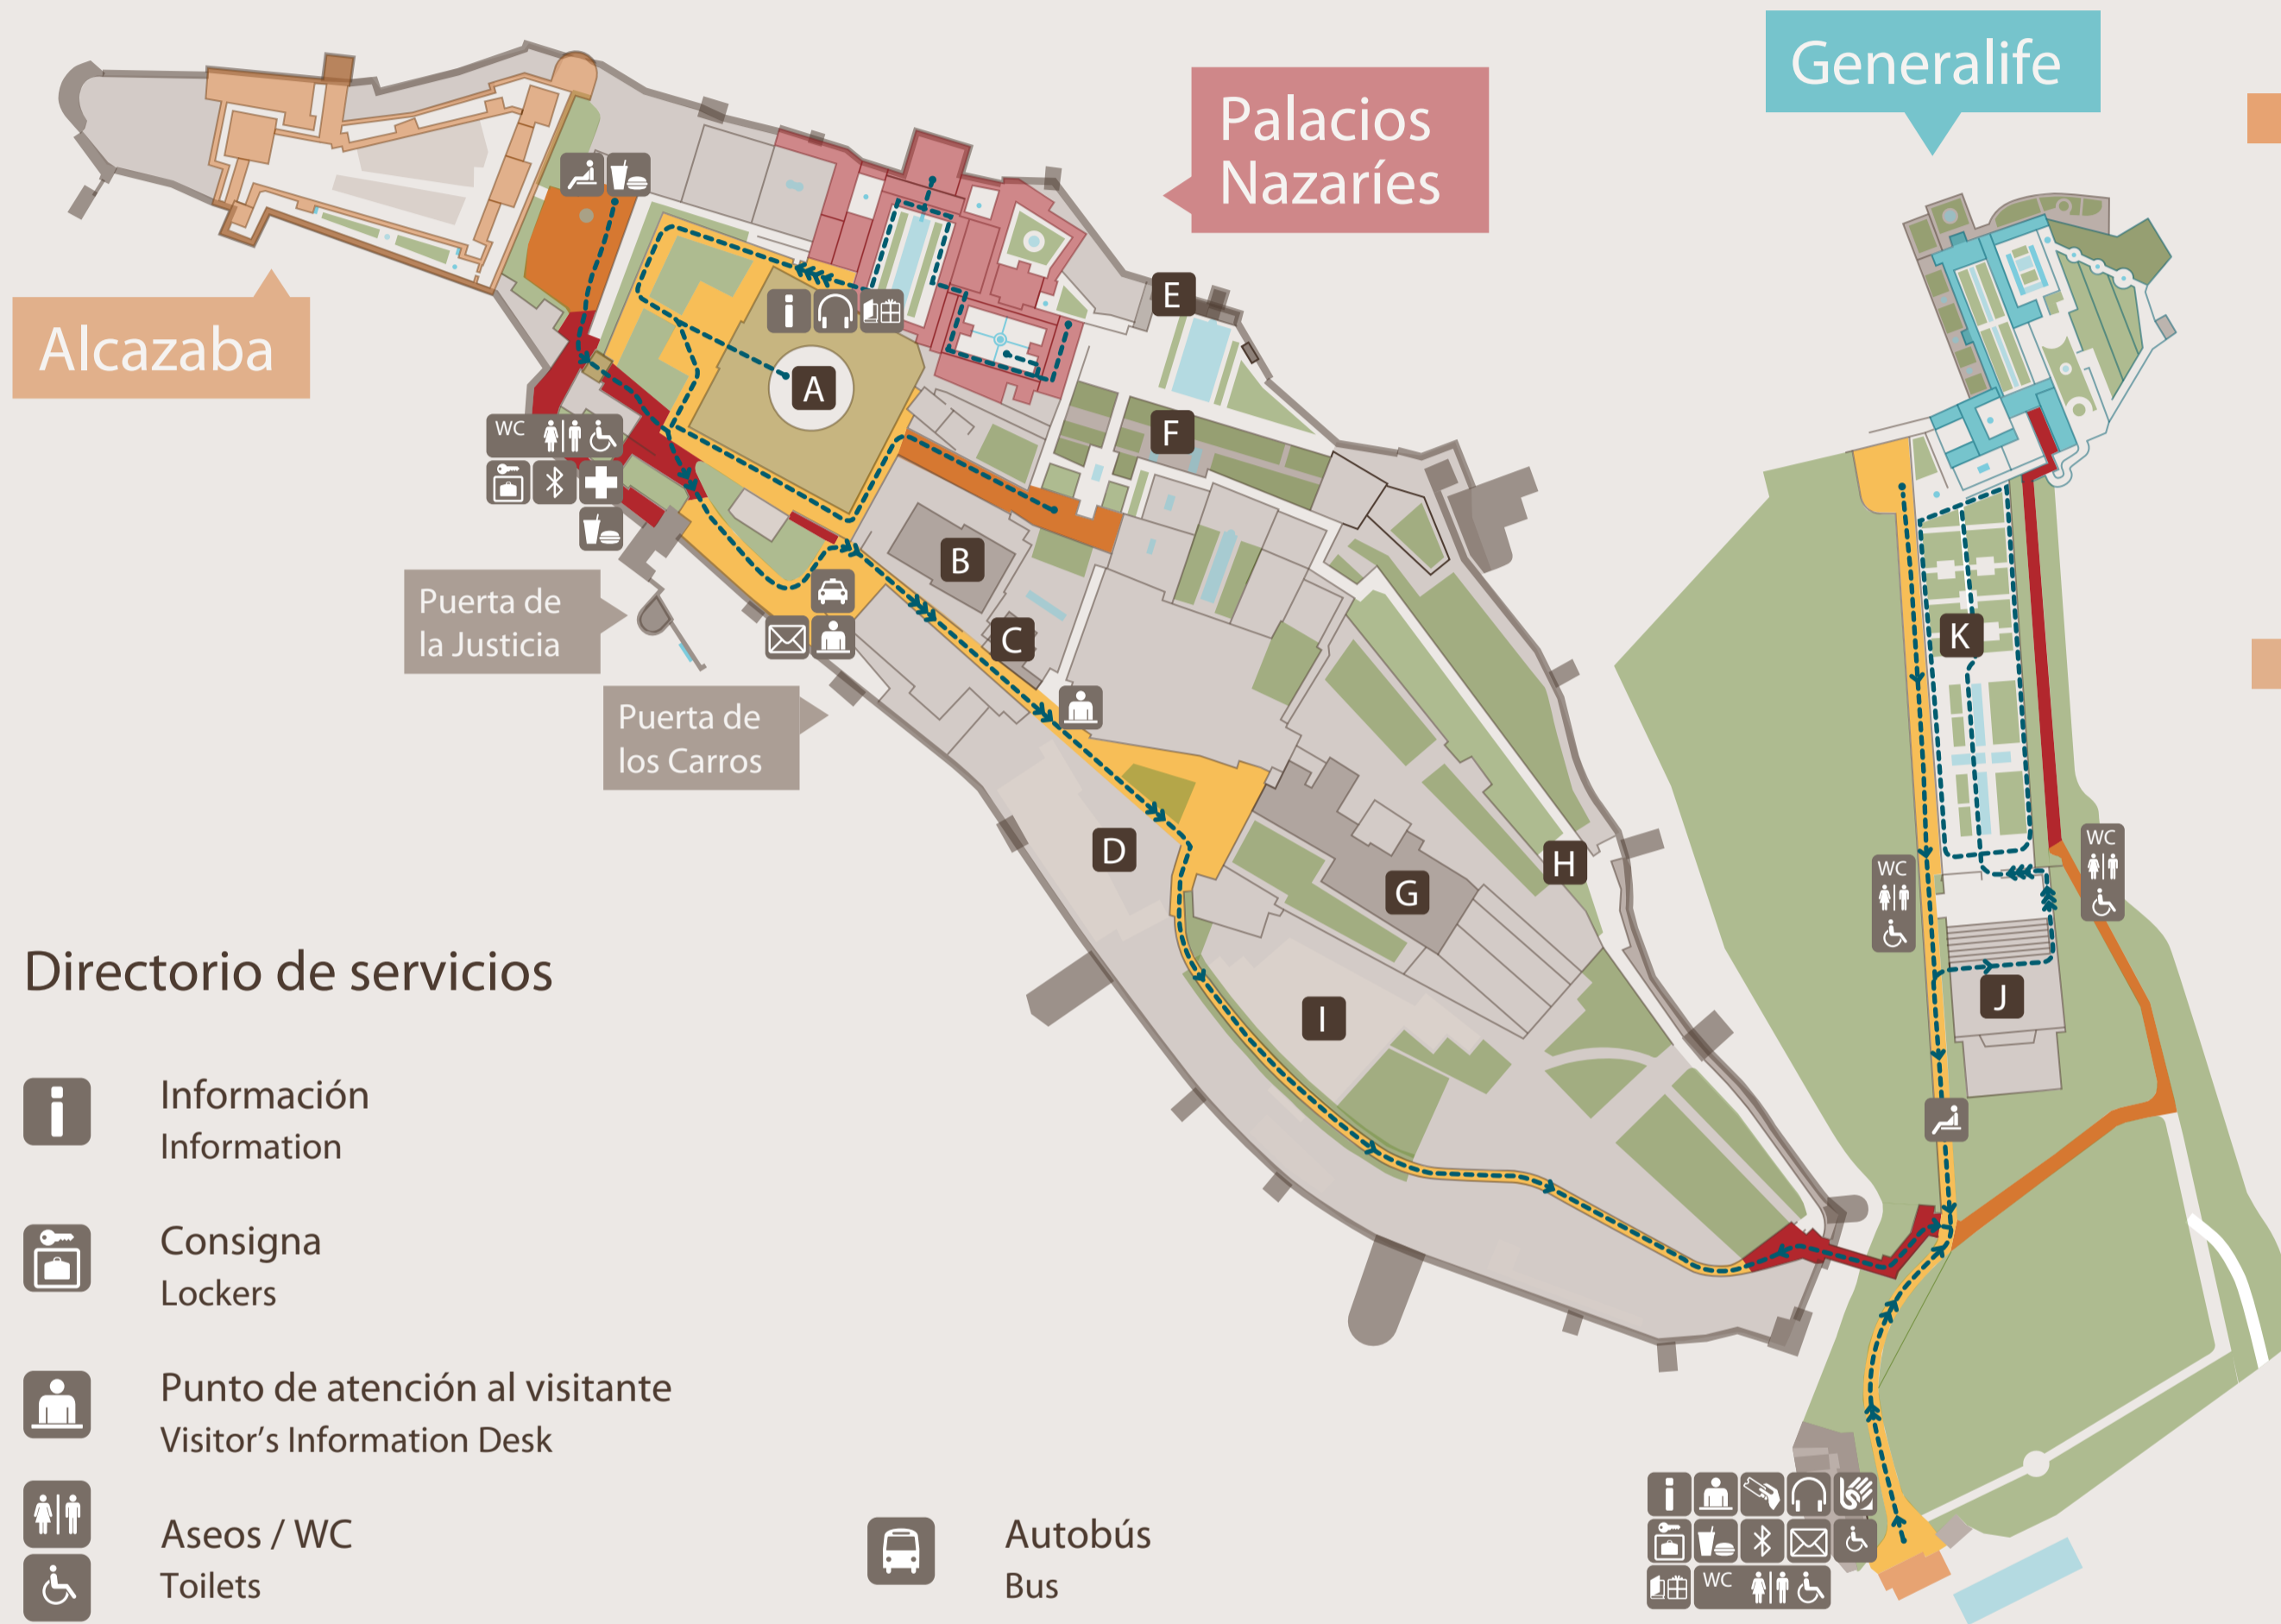 Generalife
Palacios
Nazaríes
Alcazaba
E
A
F
WC
B
Puerta de
la Justicia
C
K
Puerta de
los Carros
D
H
G
WC
WC
I
J
Directorio de servicios
Información
Information
Consigna
Lockers
Punto de atención al visitante
Visitor's Information Desk
Aseos / WC
Toilets
Autobús
Bus
WC